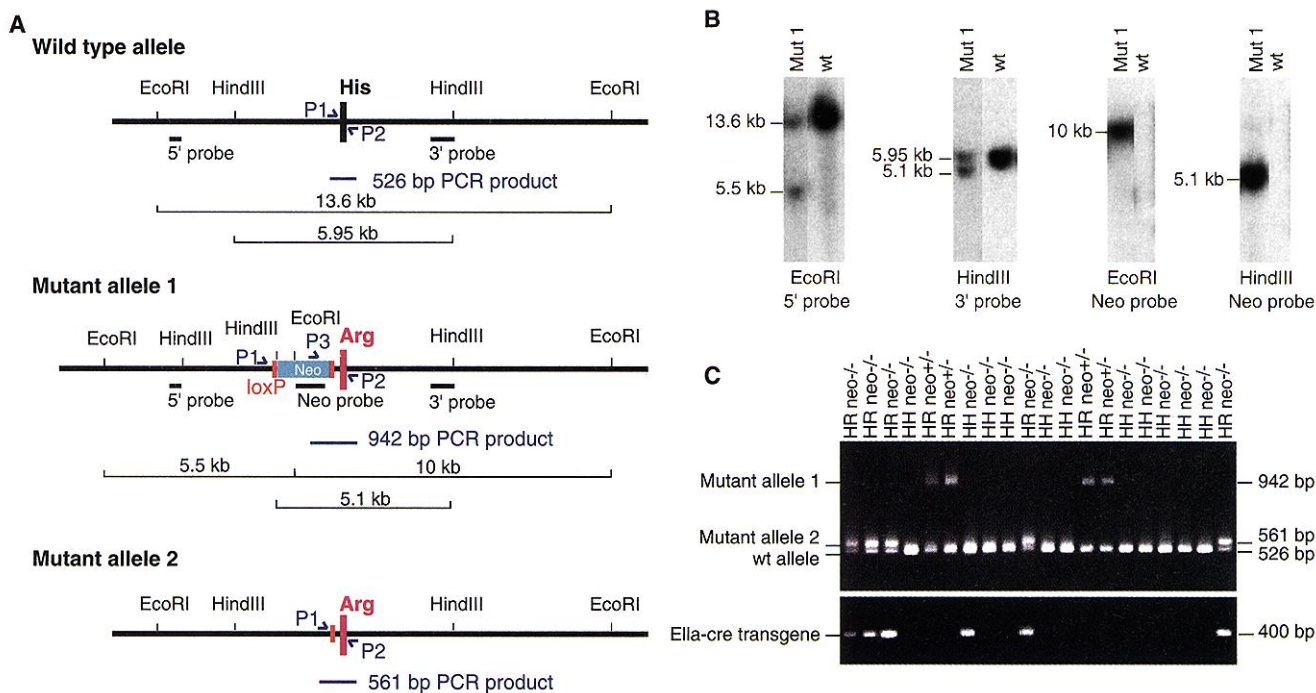 A
Wild type allele
EcoRI HindIII His HindIII EcoRI
P1
P2
5' probe 3' probe
526 bp PCR product
13.6 kb
5.95 kb
Mutant allele 1
EcoRI HindIII HindIII EcoRI Arg HindIII EcoRI
P1 P3
Neo
loxP P2
5' probe Neo probe 3' probe
942 bp PCR product
5.5 kb 10 kb
5.1 kb
Mutant allele 2
EcoRI HindIII Arg HindIII EcoRI
P1
P2
561 bp PCR product
B
Mut 1 wt
13.6 kb
5.5 kb
EcoRI
5' probe
Mut 1 wt
5.95 kb
5.1 kb
HindIII
3' probe
Mut 1 wt
10 kb
EcoRI
Neo probe
Mut 1 wt
5.1 kb
HindIII
Neo probe
C
HR neo-/-
HR neo-/-
HR neo-/-
HH neo-/-
HR neo+/-
HR neo+/-
HH neo-/-
HH neo-/-
HH neo-/-
HR neo-/-
HH neo-/-
HH neo-/-
HR neo+/-
HR neo+/-
HH neo-/-
HH neo-/-
HH neo-/-
HH neo-/-
HH neo-/-
HR neo-/-
Mutant allele 1 942 bp
Mutant allele 2 561 bp
wt allele 526 bp
EIIa-cre transgene 400 bp